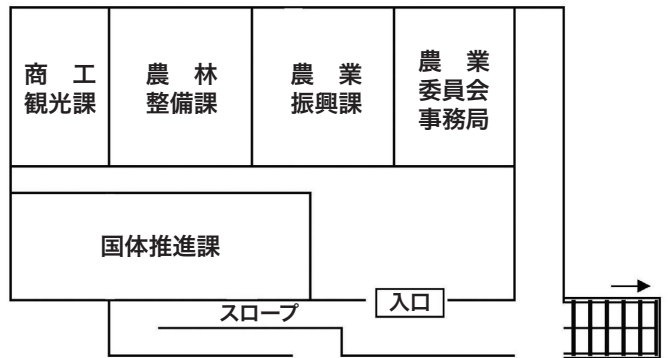 商　工
観光課
農　林
整備課
農　業
振興課
農　業
委員会
事務局
国体推進課
スロープ
入口